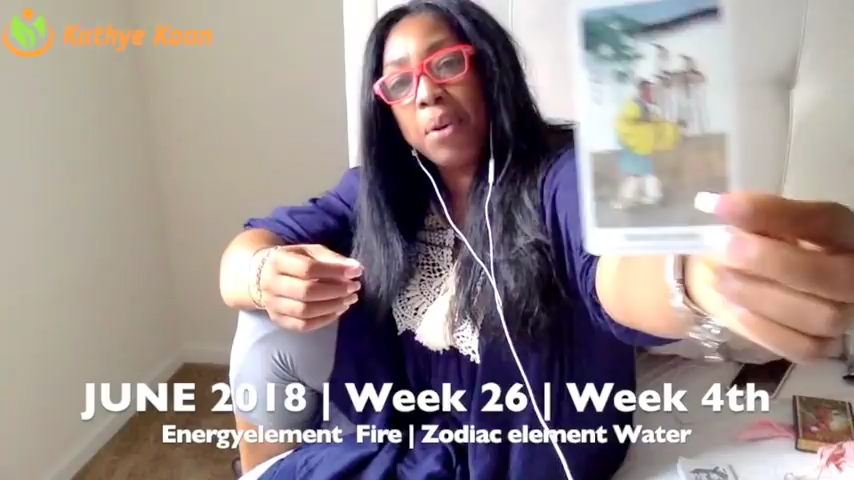 Kathye Kaan
JUNE 2018 | Week 26 | Week 4th
Energyelement Fire | Zodiac element Water